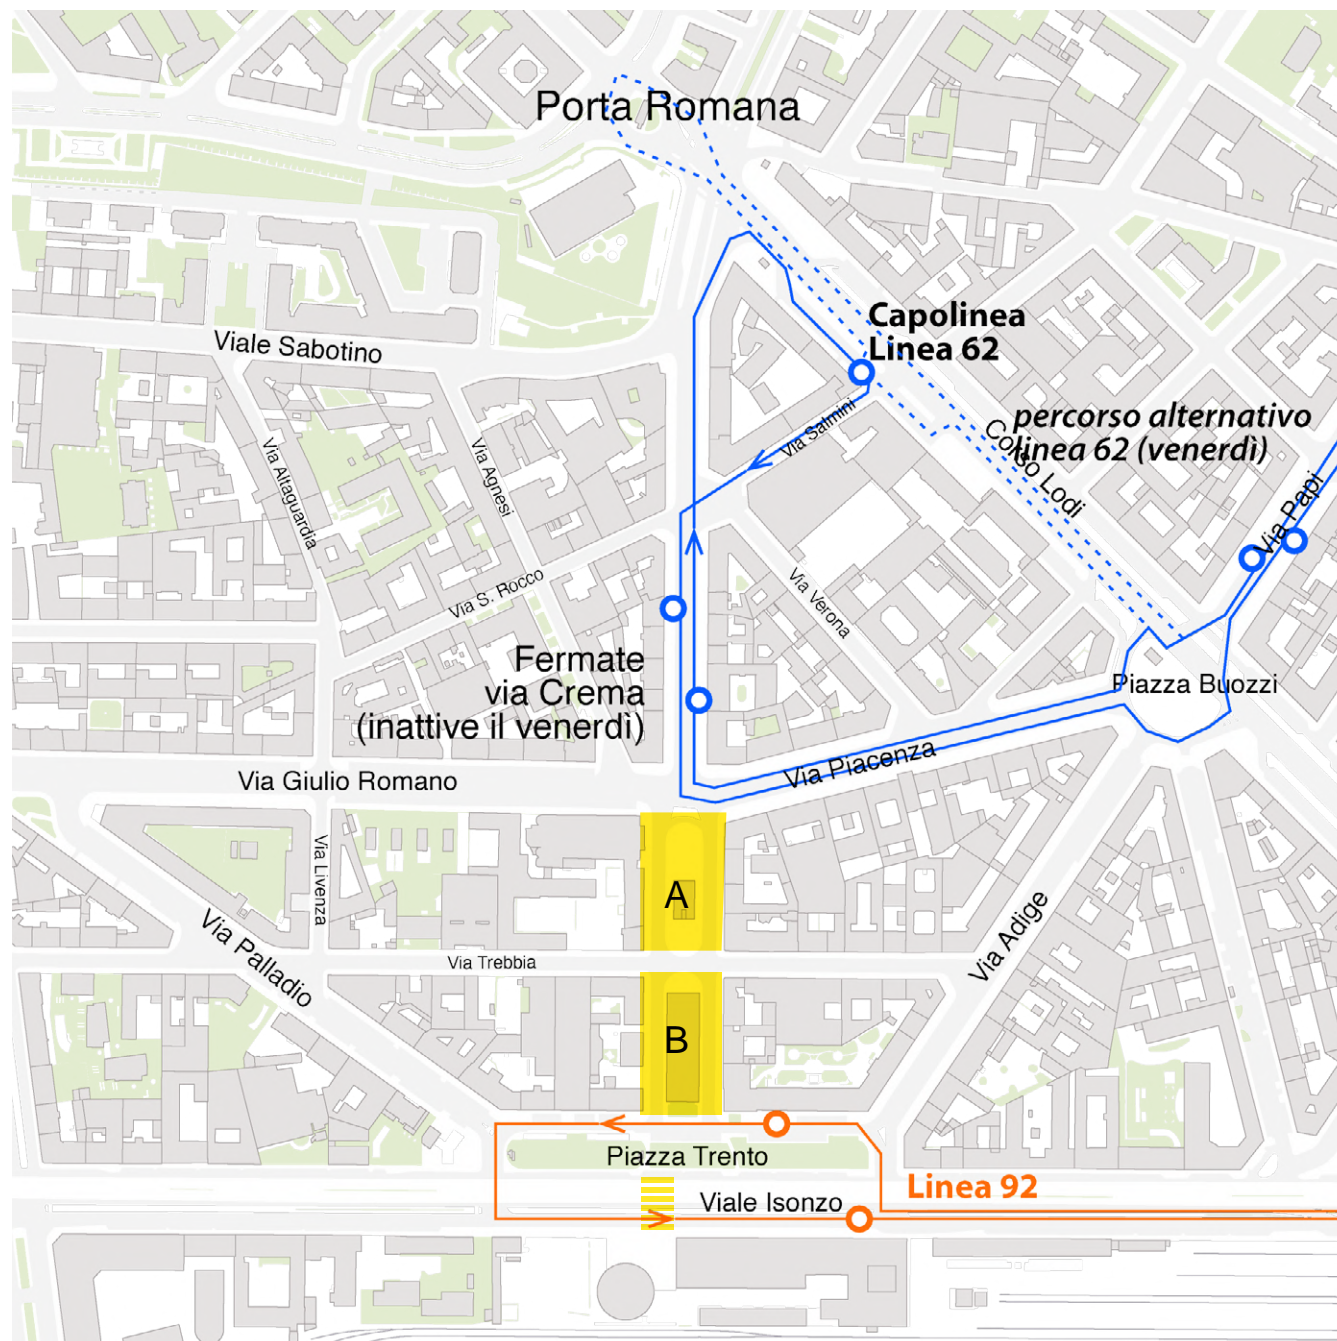 Porta Romana
Capolinea
Linea 62
Viale Sabotino
percorso alternativo
linea 62 (venerdì)
Via Salmini
Corso Lodi
Via Papi
Via Altaguardia
Via Agnesi
Via S. Rocco
Via Verona
Fermate
via Crema
(inattive il venerdì)
Piazza Buozzi
Via Piacenza
Via Giulio Romano
Via Livenza
A
Via Palladio
Via Trebbia
Via Adige
B
Piazza Trento
Linea 92
Viale Isonzo